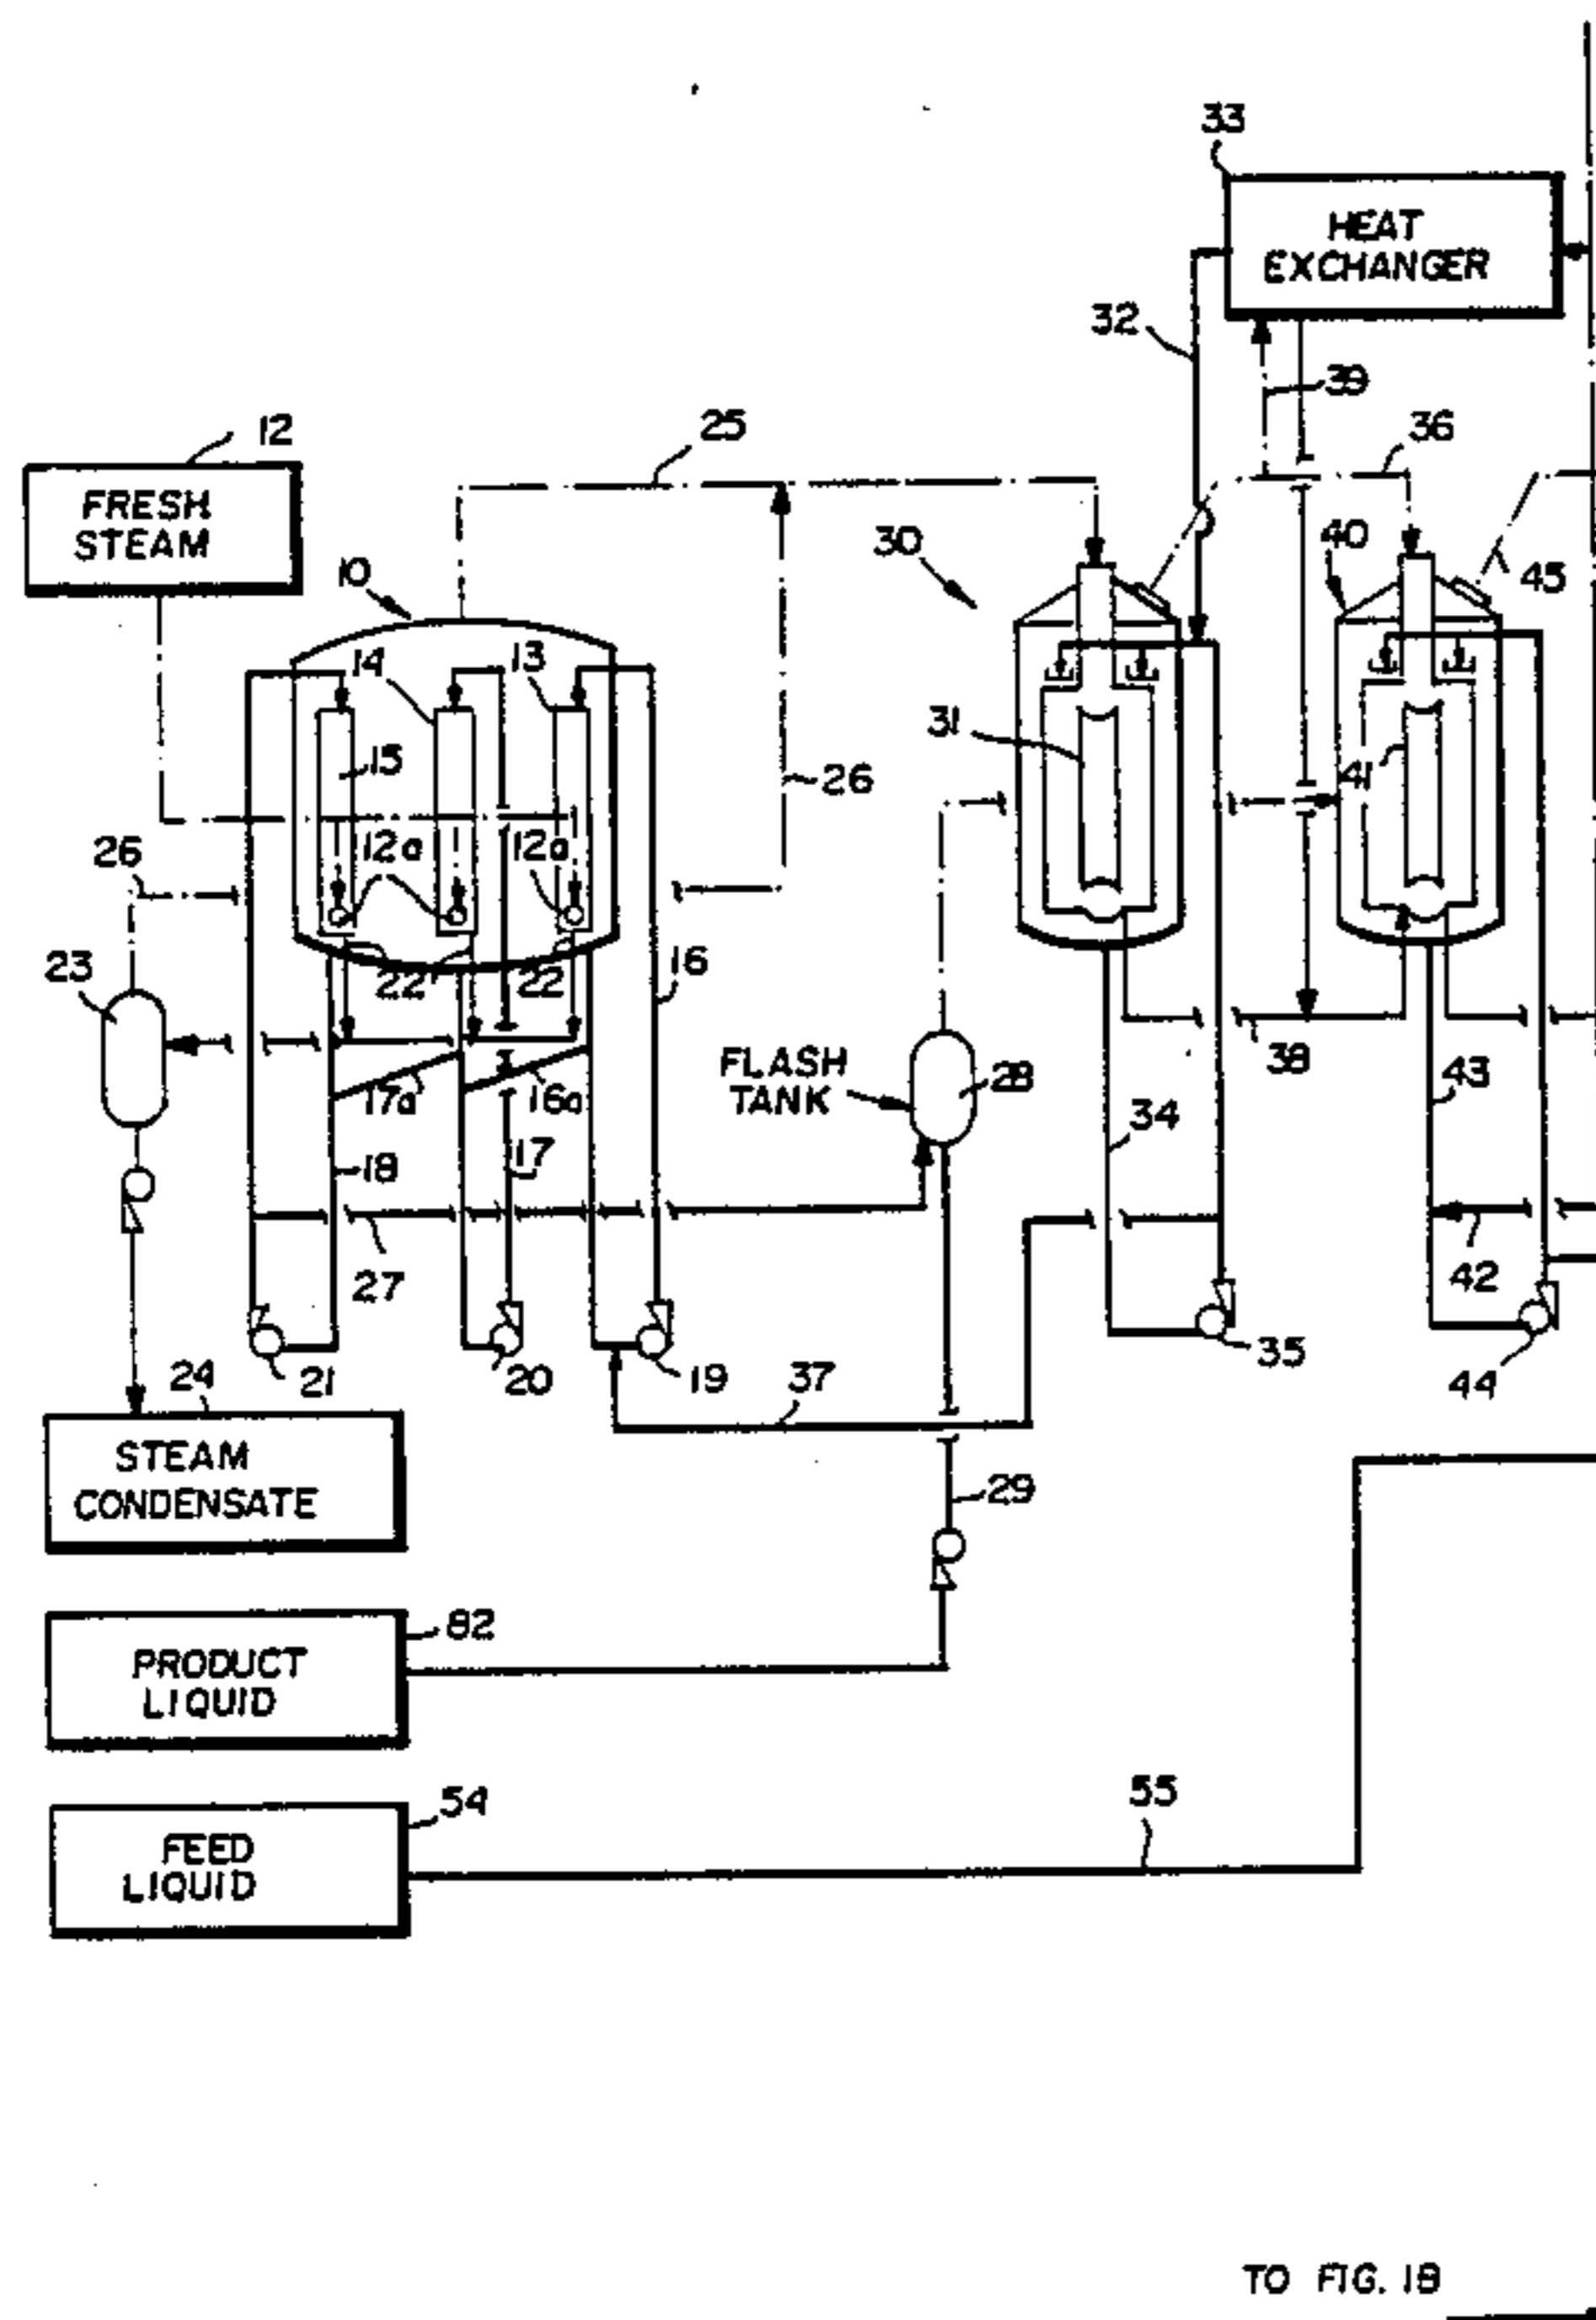 33
HEAT
EXCHANGER
32
39
12
25
36
FRESH
STEAM
30
40
45
10
14
13
31
15
41
26
12a
12a
26
23
22
22
16
FLASH
TANK
28
38
43
17a
16a
34
17
18
27
42
21
20
19
35
24
37
44
STEAM
CONDENSATE
29
82
PRODUCT
LIQUID
54
55
FEED
LIQUID
TO FIG. 1B